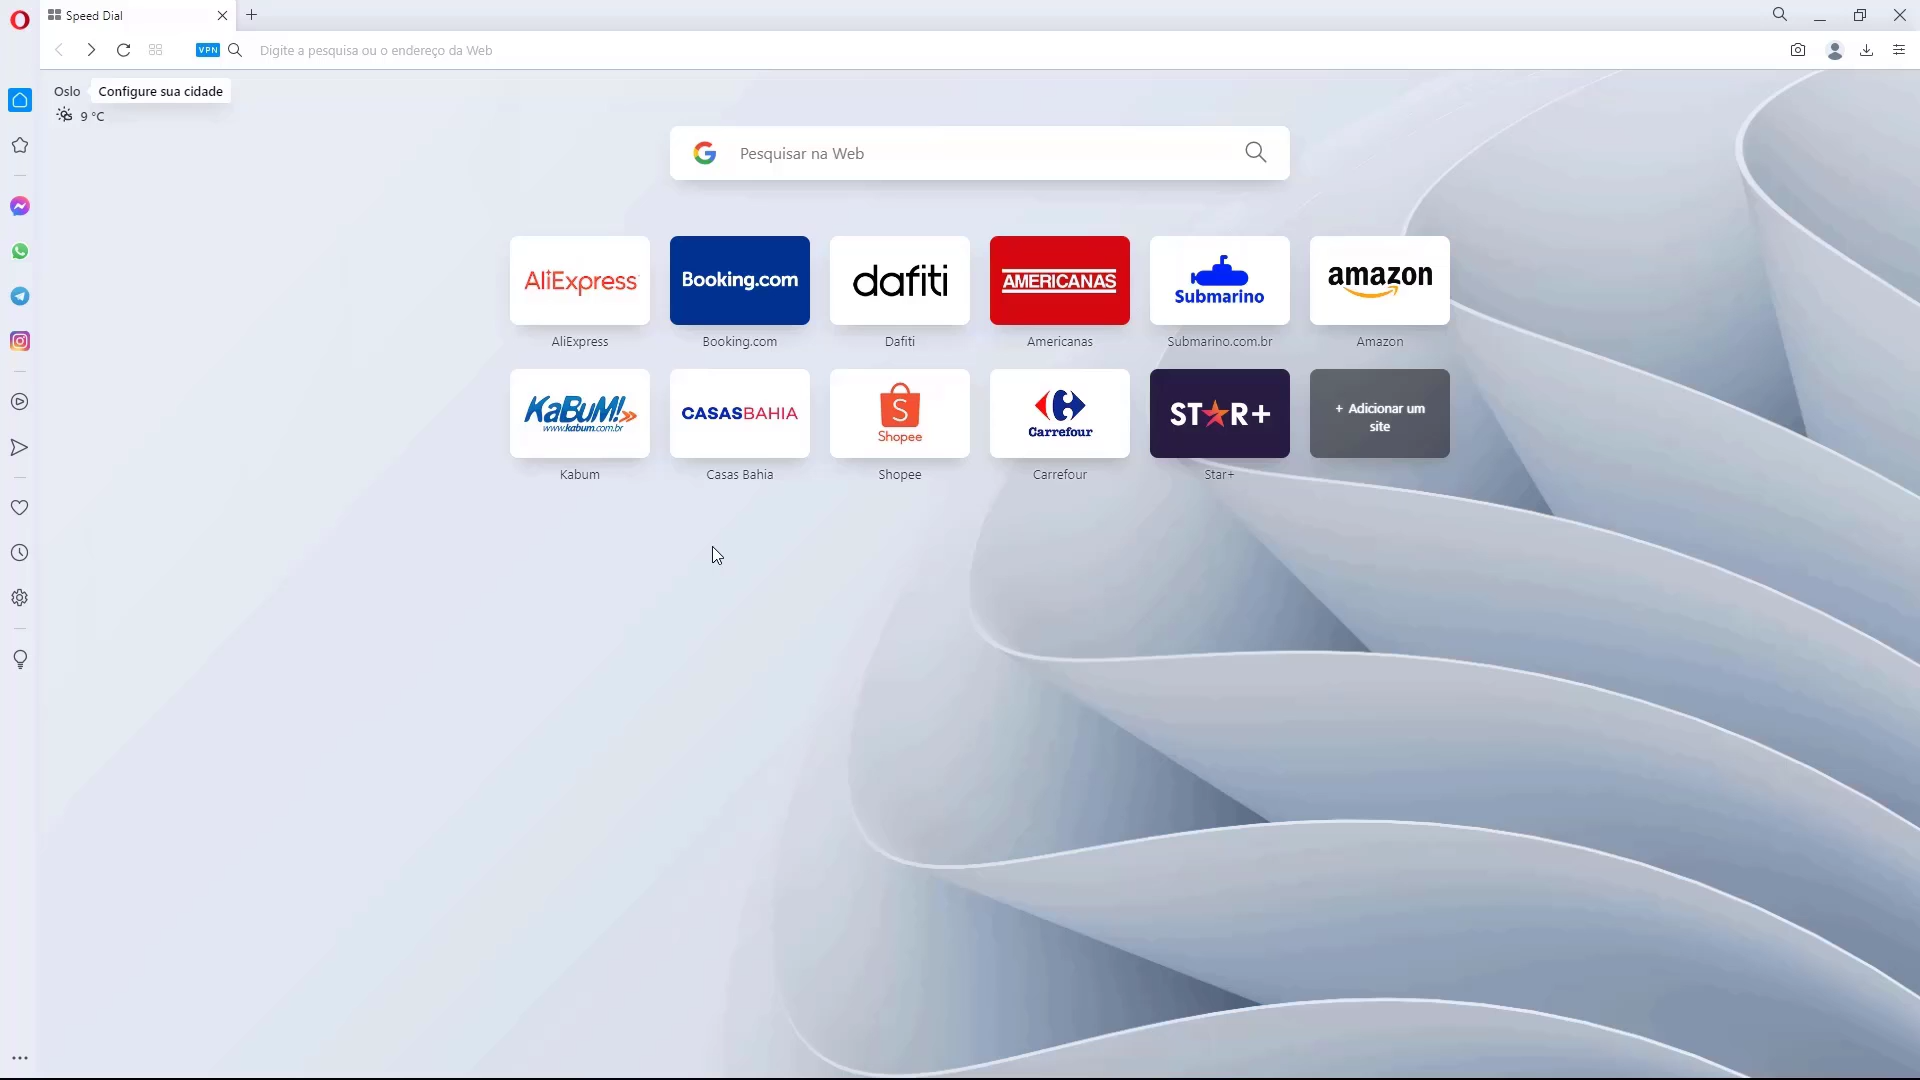 Speed Dial
VPN
Digite a pesquisa ou o endereço da Web
Oslo
Configure sua cidade
9 °C
Pesquisar na Web
AliExpress
Booking.com
dafiti
AMERICANAS
Submarino
amazon
AliExpress
Booking.com
Dafiti
Americanas
Submarino.com.br
Amazon
KaBuM!
www.kabum.com.br
CASASBAHIA
S
Shopee
Carrefour
ST★R+
+ Adicionar um
site
Kabum
Casas Bahia
Shopee
Carrefour
Star+